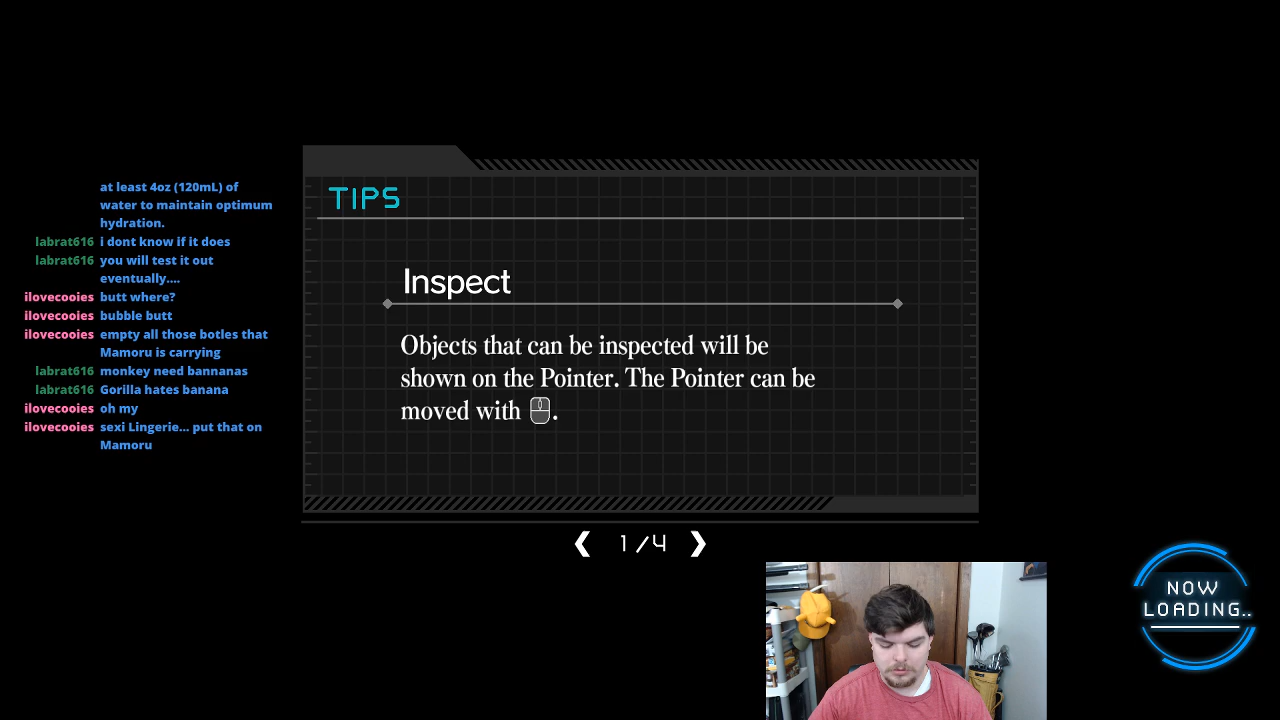 at least 4oz (120mL) of
water to maintain optimum
hydration.
labrat616 i dont know if it does
labrat616 you will test it out
eventually....
ilovecooies butt where?
ilovecooies bubble butt
ilovecooies empty all those botles that
Mamoru is carrying
labrat616 monkey need bannanas
labrat616 Gorilla hates banana
ilovecooies oh my
ilovecooies sexi Lingerie... put that on
Mamoru
TIPS
Inspect
Objects that can be inspected will be
shown on the Pointer. The Pointer can be
moved with .
❮ 1/4 ❯
NOW
LOADING..